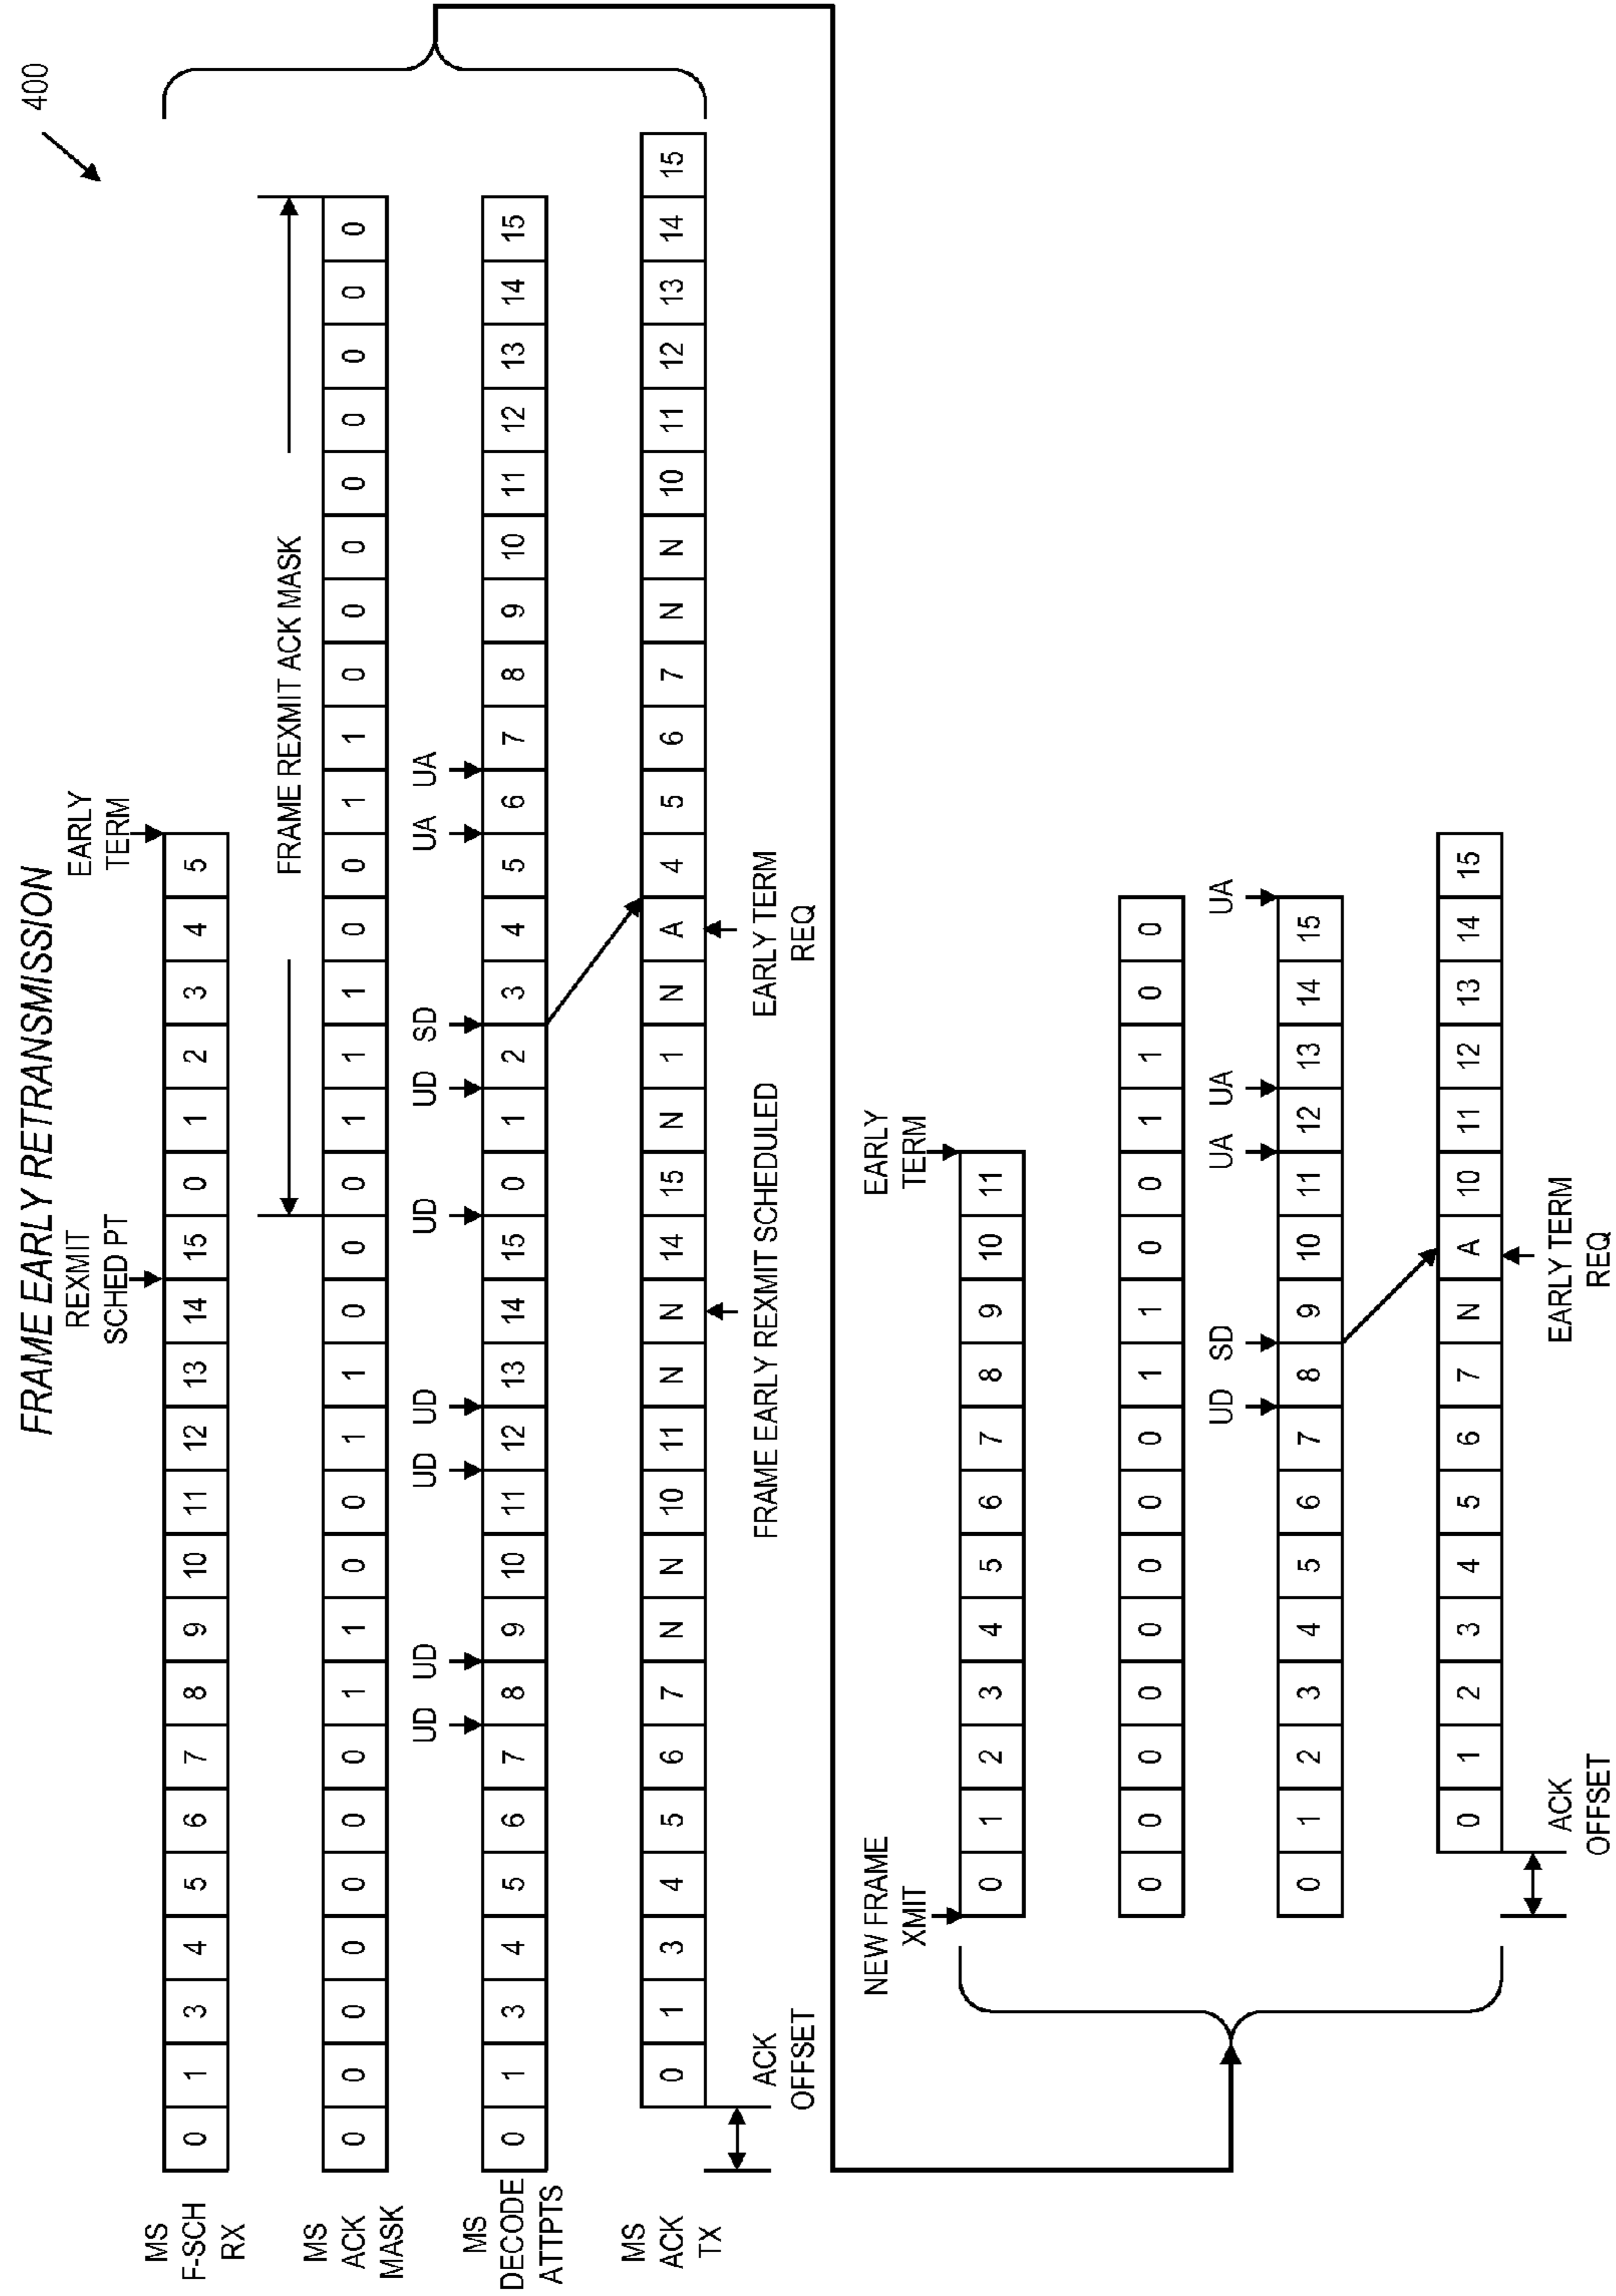 FRAME EARLY RETRANSMISSION
400
REXMIT
SCHED PT
EARLY
TERM
MS
F-SCH
RX
0 1 3 4 5 6 7 8 9 10 11 12 13 14 15 0 1 2 3 4 5
FRAME REXMIT ACK MASK
MS
ACK
MASK
0 0 0 0 0 0 0 1 1 0 0 1 1 0 0 0 1 1 1 0 0 1 1 0 0 0 0 0 0 0 0
UD UD UD UD UD UD SD UA UA
MS
DECODE
ATTPTS
0 1 3 4 5 6 7 8 9 10 11 12 13 14 15 0 1 2 3 4 5 6 7 8 9 10 11 12 13 14 15
MS
ACK
TX
0 1 3 4 5 6 7 N N 10 11 N N 14 15 N 1 N A 4 5 6 7 N N 10 11 12 13 14 15
ACK
OFFSET
FRAME EARLY REXMIT SCHEDULED
EARLY TERM
REQ
NEW FRAME
XMIT
EARLY
TERM
0 1 2 3 4 5 6 7 8 9 10 11
0 0 0 0 0 0 0 0 1 1 0 0 1 1 0 0
UD SD UA UA UA
0 1 2 3 4 5 6 7 8 9 10 11 12 13 14 15
0 1 2 3 4 5 6 7 N A 10 11 12 13 14 15
ACK
OFFSET
EARLY TERM
REQ